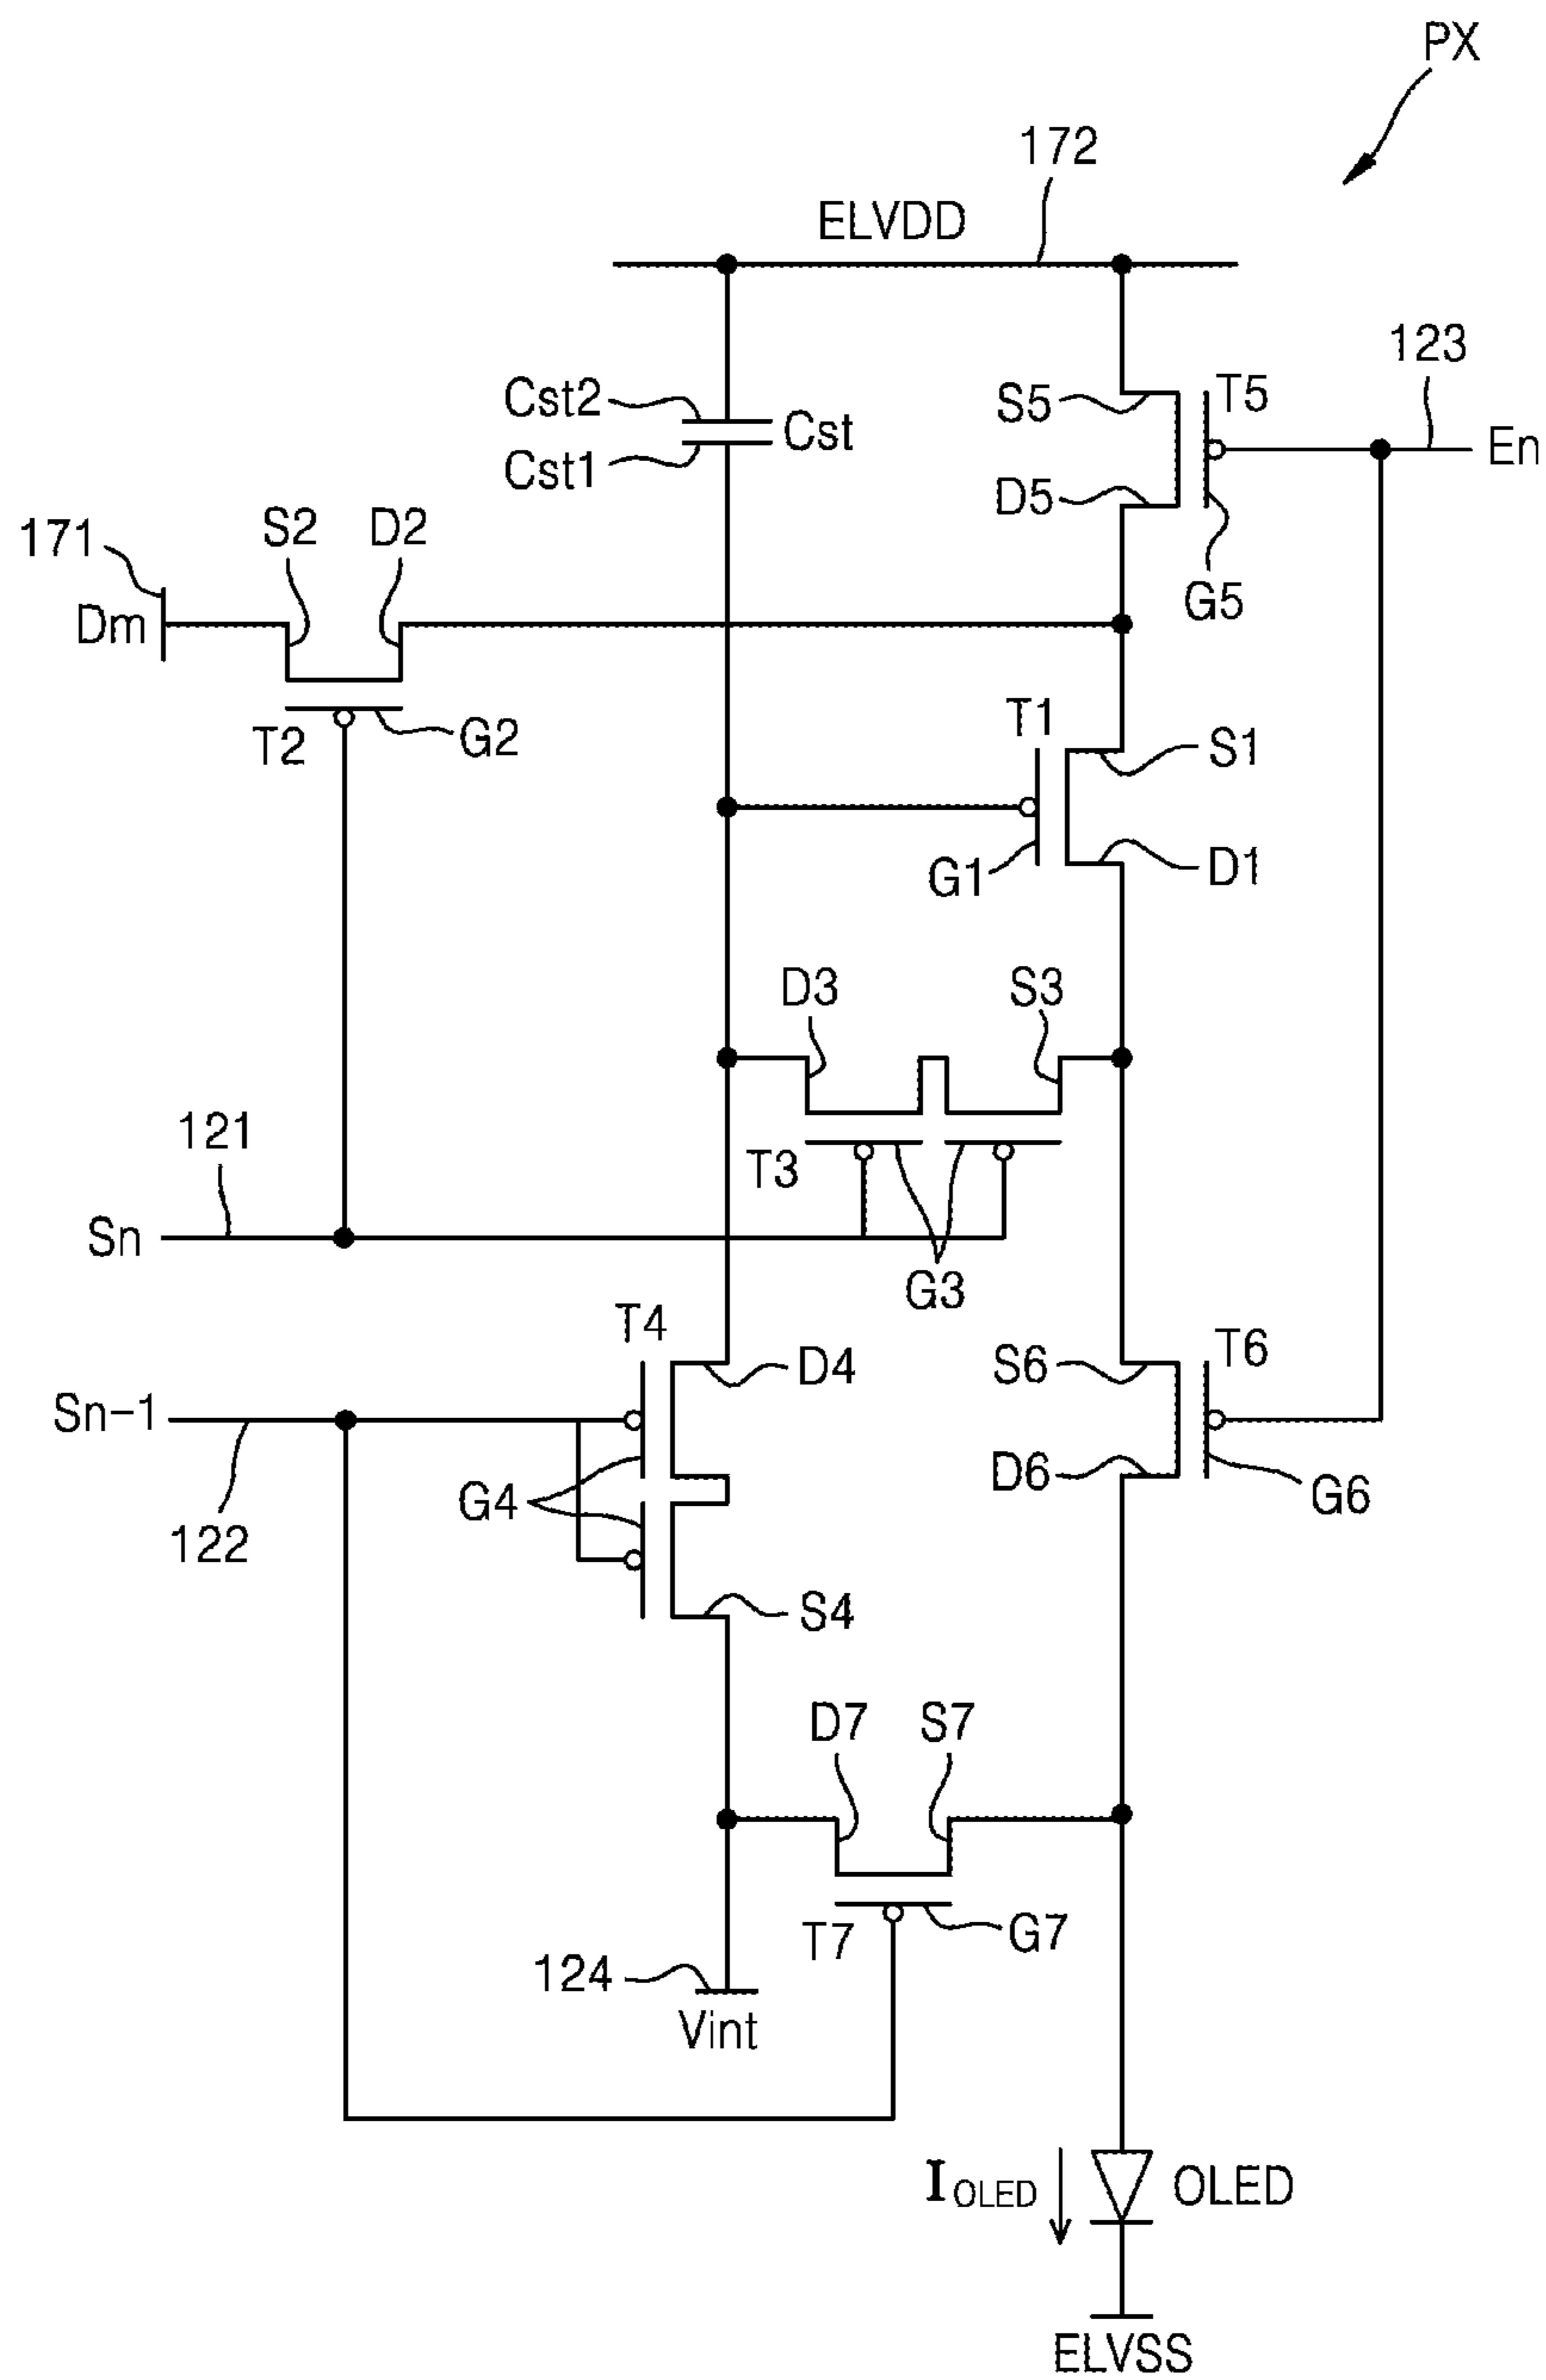 PX
172
ELVDD
123
Cst2
Cst
Cst1
S5
T5
En
D5
171
S2
D2
G5
Dm
T1
T2
G2
S1
G1
D1
D3
S3
121
T3
Sn
G3
T4
D4
S6
T6
Sn-1
D6
G4
G6
122
S4
D7
S7
T7
G7
124
Vint
IOLED
OLED
ELVSS